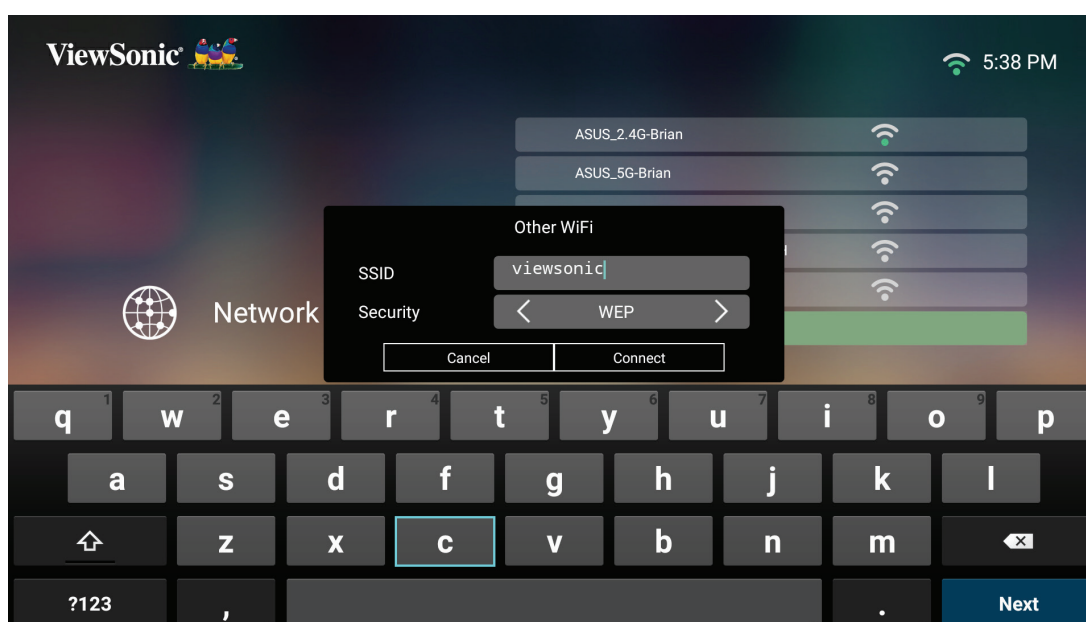 ViewSonic®
5:38 PM
ASUS_2.4G-Brian
ASUS_5G-Brian
Other WiFi
SSID viewsonic
Network Security WEP
Cancel Connect
1 2 3 4 5 6 7 8 9
q w e r t y u i o p
a s d f g h j k l
z x c v b n m
?123 , . Next